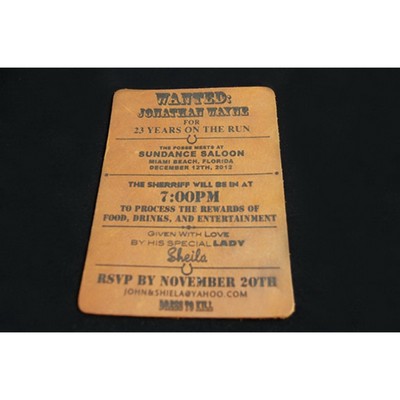 WANTED:
JONATHAN WAYNE
FOR
23 YEARS ON THE RUN
THE POSSE MEETS AT
SUNDANCE SALOON
MIAMI BEACH, FLORIDA
DECEMBER 12TH, 2012
THE SHERRIFF WILL BE IN AT
7:00PM
TO PROCESS THE REWARDS OF
FOOD, DRINKS, AND ENTERTAINMENT
GIVEN WITH LOVE
BY HIS SPECIAL LADY
Sheila
RSVP BY NOVEMBER 20TH
JOHN&SHIELA@YAHOO.COM
DRESS TO KILL